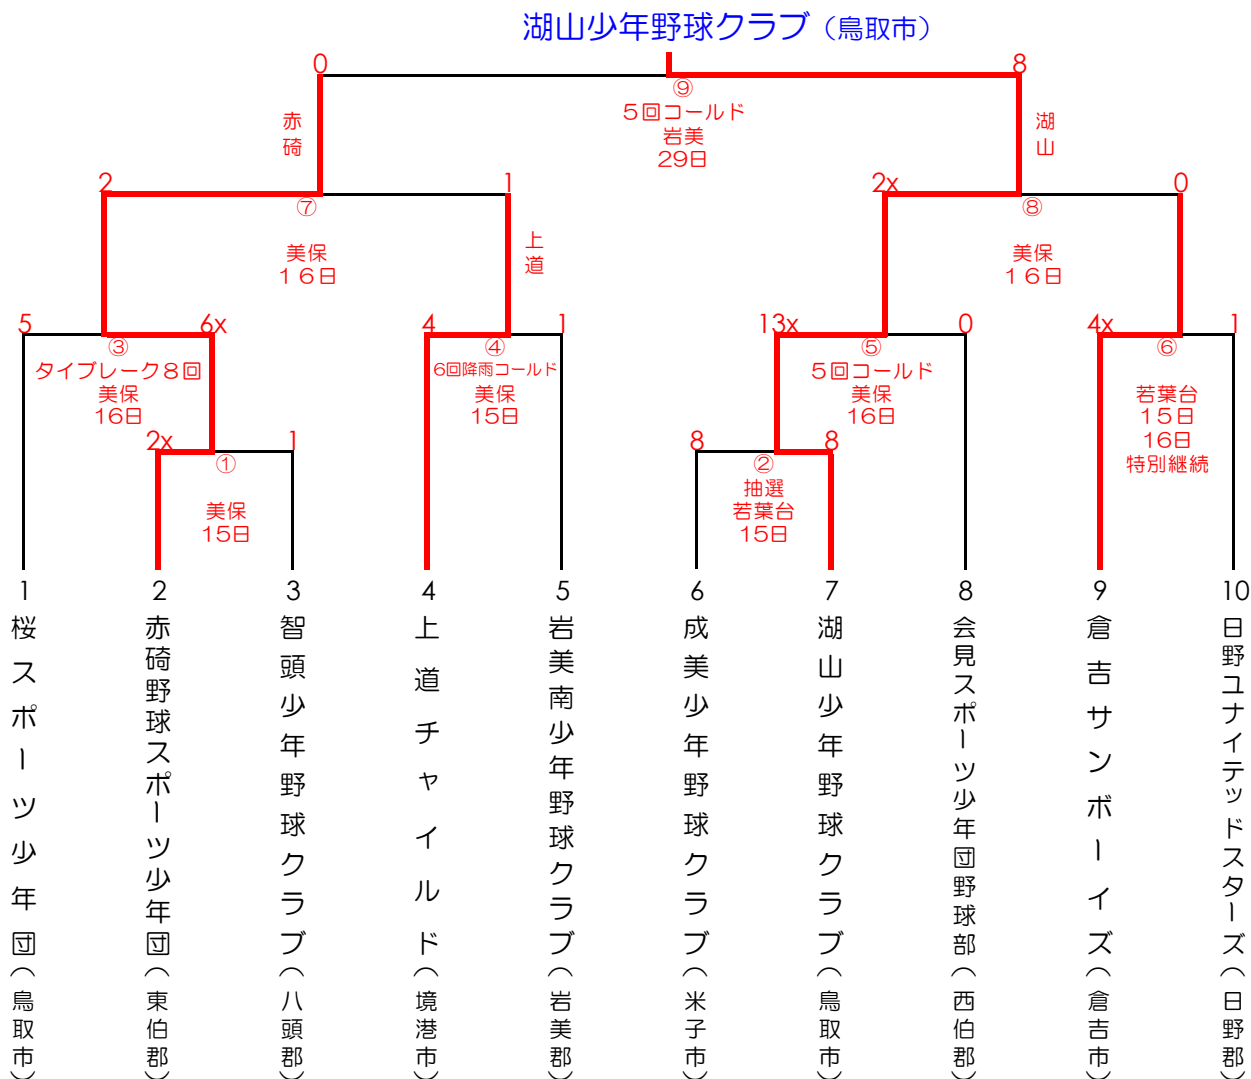 湖山少年野球クラブ（鳥取市）
0
8
⑨
5回コールド
岩美
29日
赤碕
湖山
2
1
2x
0
⑦
⑧
美保
16日
上道
美保
16日
5
6x
4
1
13x
0
4x
1
③
タイブレーク8回
美保
16日
④
6回降雨コールド
美保
15日
⑤
5回コールド
美保
16日
⑥
若葉台
15日
16日
特別継続
2x
1
8
8
①
美保
15日
②
抽選
若葉台
15日
1
桜スポーツ少年団（鳥取市）
2
赤碕野球スポーツ少年団（東伯郡）
3
智頭少年野球クラブ（八頭郡）
4
上道チャイルド（境港市）
5
岩美南少年野球クラブ（岩美郡）
6
成美少年野球クラブ（米子市）
7
湖山少年野球クラブ（鳥取市）
8
会見スポーツ少年団野球部（西伯郡）
9
倉吉サンボーイズ（倉吉市）
10
日野ユナイテッドスターズ（日野郡）